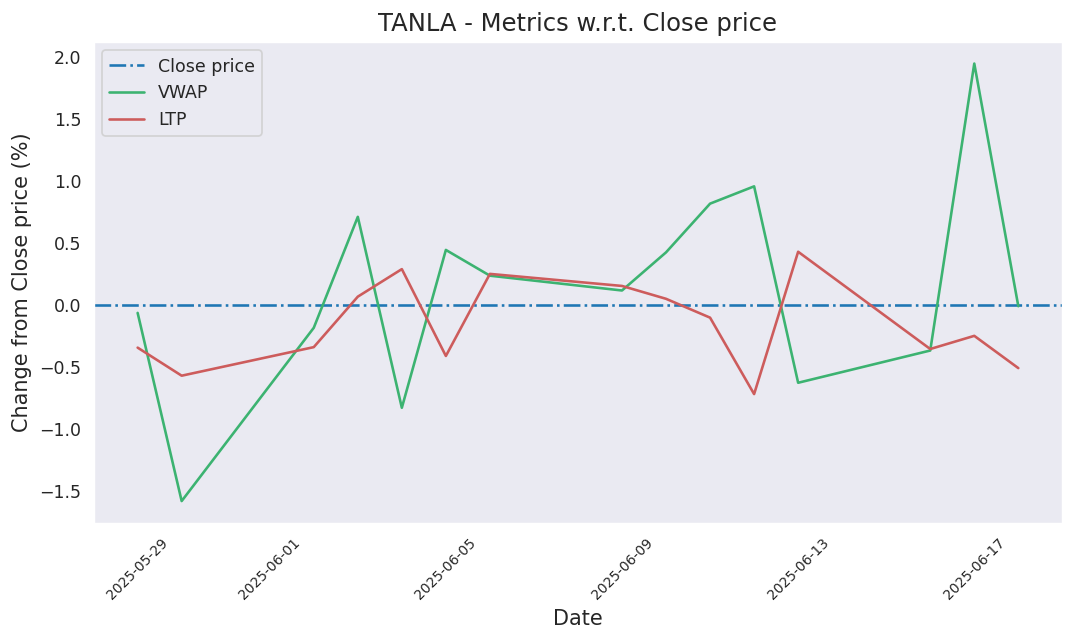 TANLA - Metrics w.r.t. Close price
Close price
VWAP
LTP
Change from Close price (%)
2.0
1.5
1.0
0.5
0.0
−0.5
−1.0
−1.5
2025-05-29
2025-06-01
2025-06-05
2025-06-09
2025-06-13
2025-06-17
Date